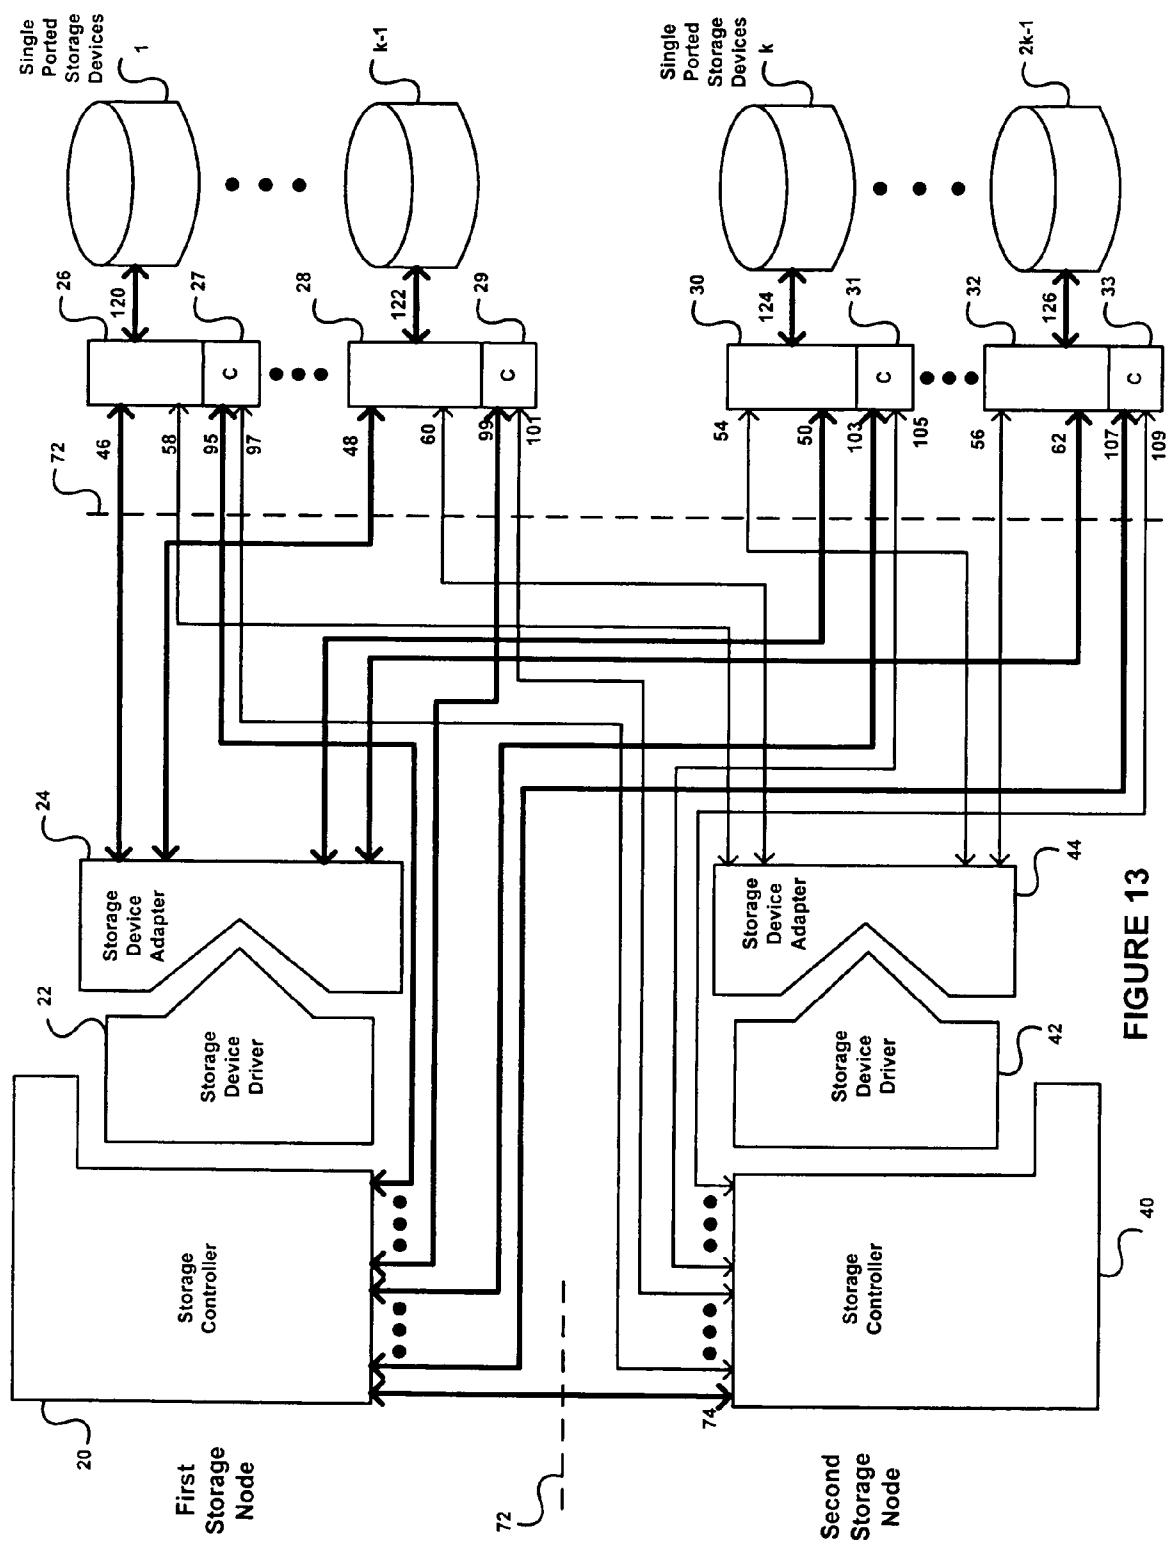 Single
Ported
Storage
Devices
1
k-1
Single
Ported
Storage
Devices
k
2k-1
26
120
27
28
122
29
30
124
31
32
126
33
C
C
C
C
46
58
95
97
48
60
99
101
54
50
103
105
56
62
107
109
72
24
Storage
Device
Adapter
44
Storage
Device
Adapter
22
Storage
Device
Driver
42
Storage
Device
Driver
20
Storage
Controller
40
Storage
Controller
74
72
First
Storage
Node
Second
Storage
Node
FIGURE 13